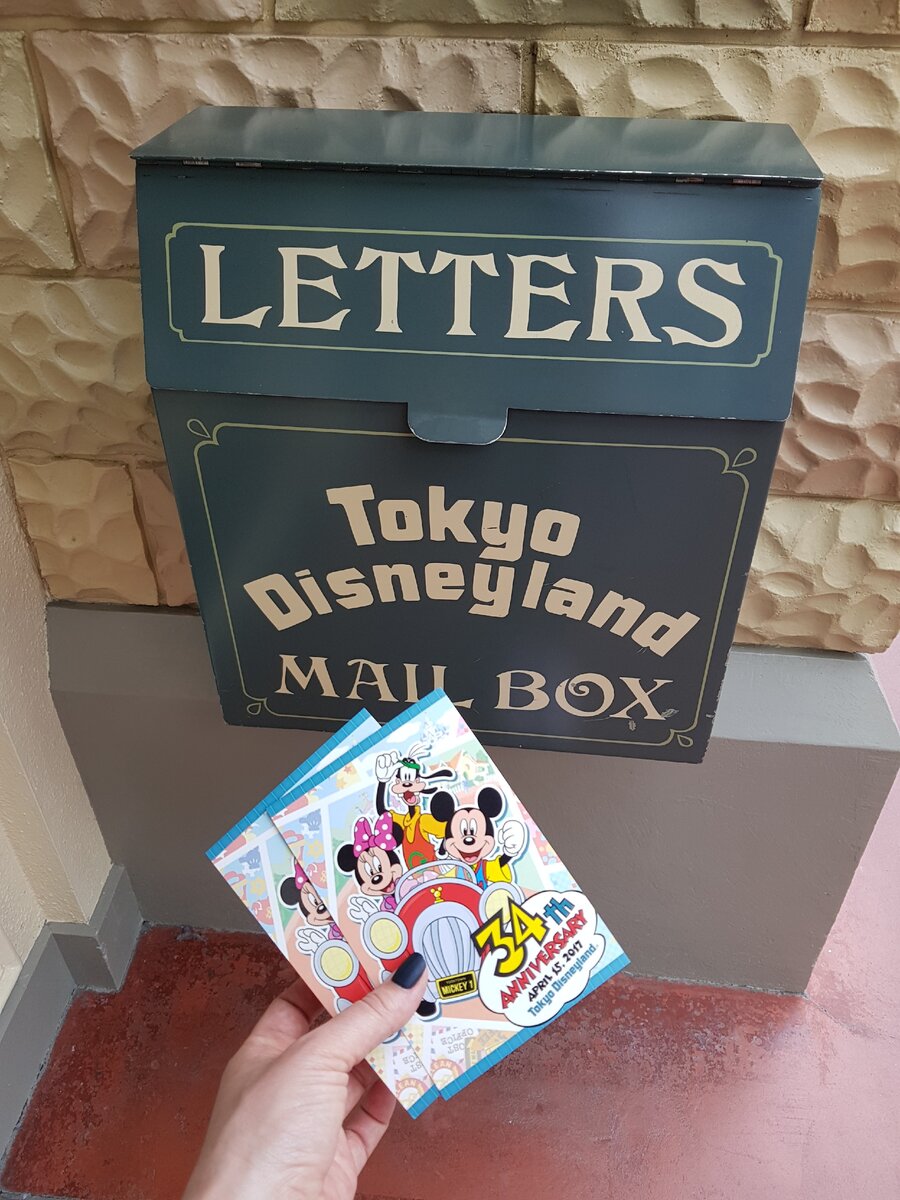 LETTERS
Tokyo
Disneyland
MAIL BOX
34th
ANNIVERSARY
APRIL 15. 2017
Tokyo Disneyland.
MICKEY 1